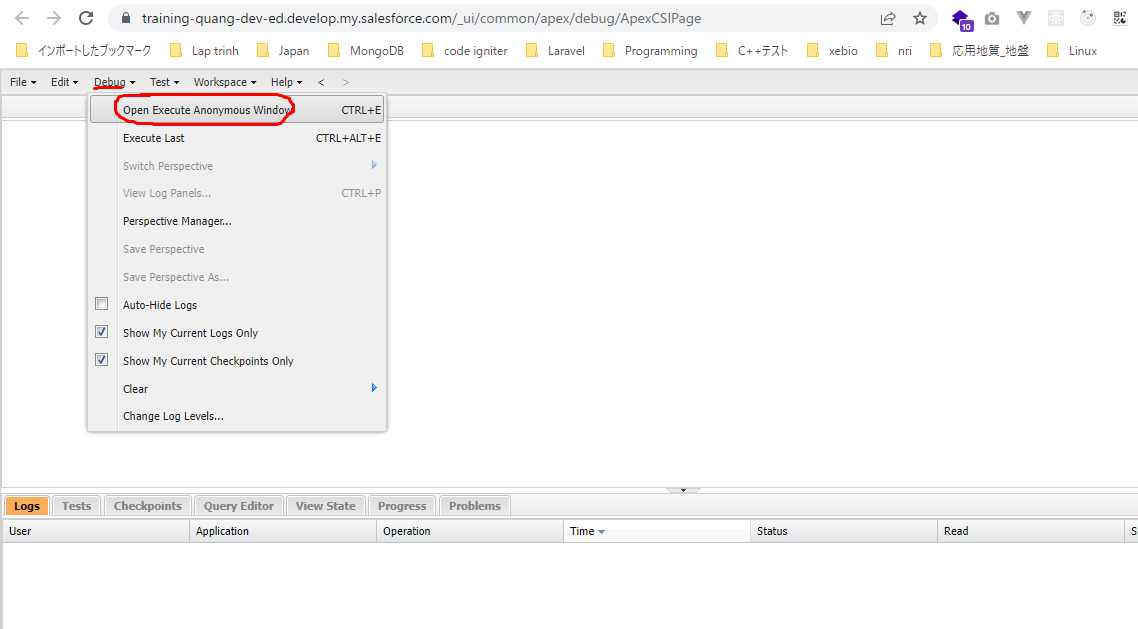 training-quang-dev-ed.develop.my.salesforce.com/_ui/common/apex/debug/ApexCSIPage
10
インポートしたブックマーク Lap trinh Japan MongoDB code igniter Laravel Programming C++テスト xebio nri 応用地質_地盤 Linux
File Edit Debug Test Workspace Help < >
Open Execute Anonymous Window CTRL+E
Execute Last CTRL+ALT+E
Switch Perspective
View Log Panels... CTRL+P
Perspective Manager...
Save Perspective
Save Perspective As...
Auto-Hide Logs
Show My Current Logs Only
Show My Current Checkpoints Only
Clear
Change Log Levels...
Logs Tests Checkpoints Query Editor View State Progress Problems
User Application Operation Time Status Read S